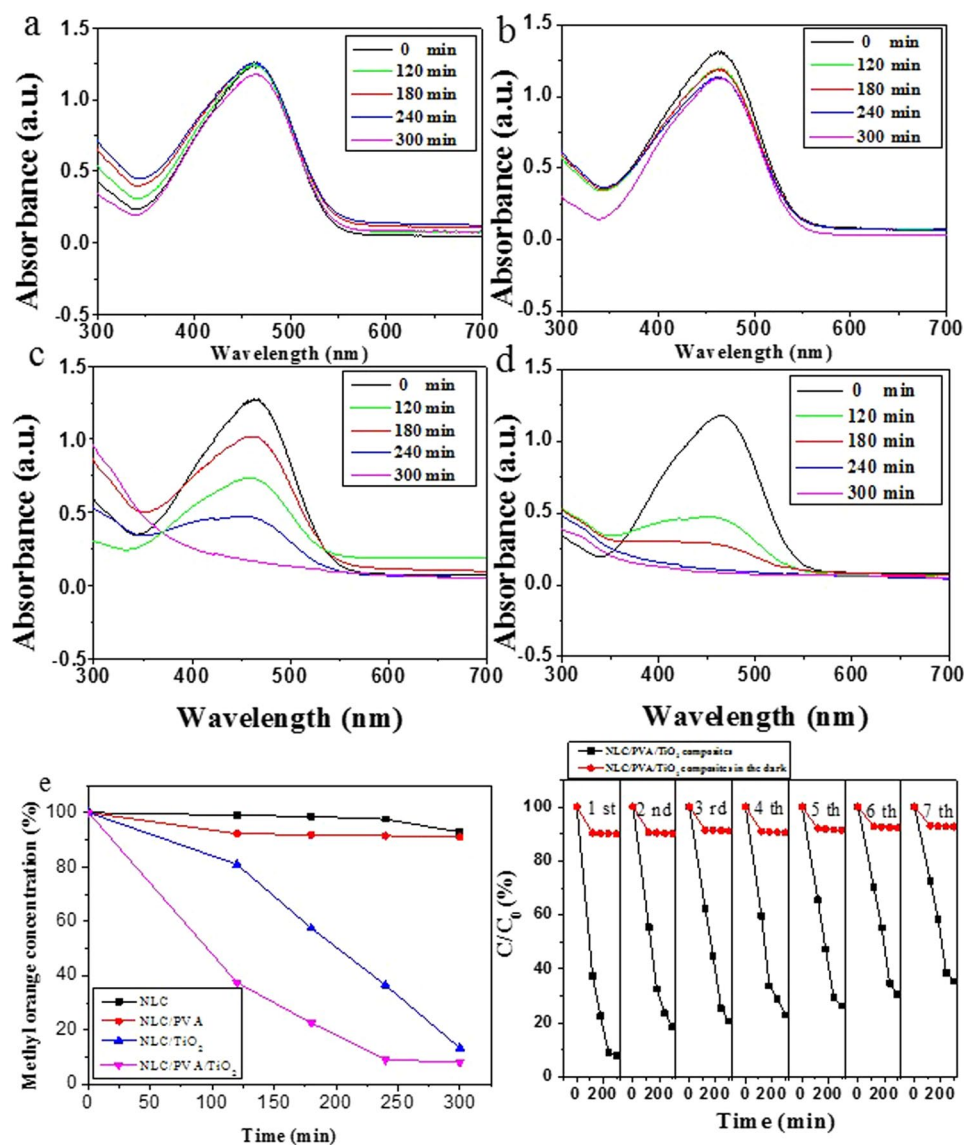 a
1.5
1.0
0.5
0.0
-0.5
Absorbance (a.u.)
0 min
120 min
180 min
240 min
300 min
300 400 500 600 700
Wavelength (nm)
b
1.5
1.0
0.5
0.0
-0.5
Absorbance (a.u.)
0 min
120 min
180 min
240 min
300 min
300 400 500 600 700
Wavelength (nm)
c
1.5
1.0
0.5
0.0
-0.5
Absorbance (a.u.)
0 min
120 min
180 min
240 min
300 min
300 400 500 600 700
Wavelength (nm)
d
1.5
1.0
0.5
0.0
-0.5
Absorbance (a.u.)
0 min
120 min
180 min
240 min
300 min
300 400 500 600 700
Wavelength (nm)
e
100
80
60
40
20
0
Methyl orange concentration (%)
NLC
NLC/PVA
NLC/TiO2
NLC/PVA/TiO2
0 50 100 150 200 250 300
Time (min)
NLC/PVA/TiO2 composites
NLC/PVA/TiO2 composites in the dark
100
80
60
40
20
0
C/C0 (%)
1 st 2 nd 3 rd 4 th 5 th 6 th 7 th
0 200 0 200 0 200 0 200 0 200 0 200 0 200
Time (min)